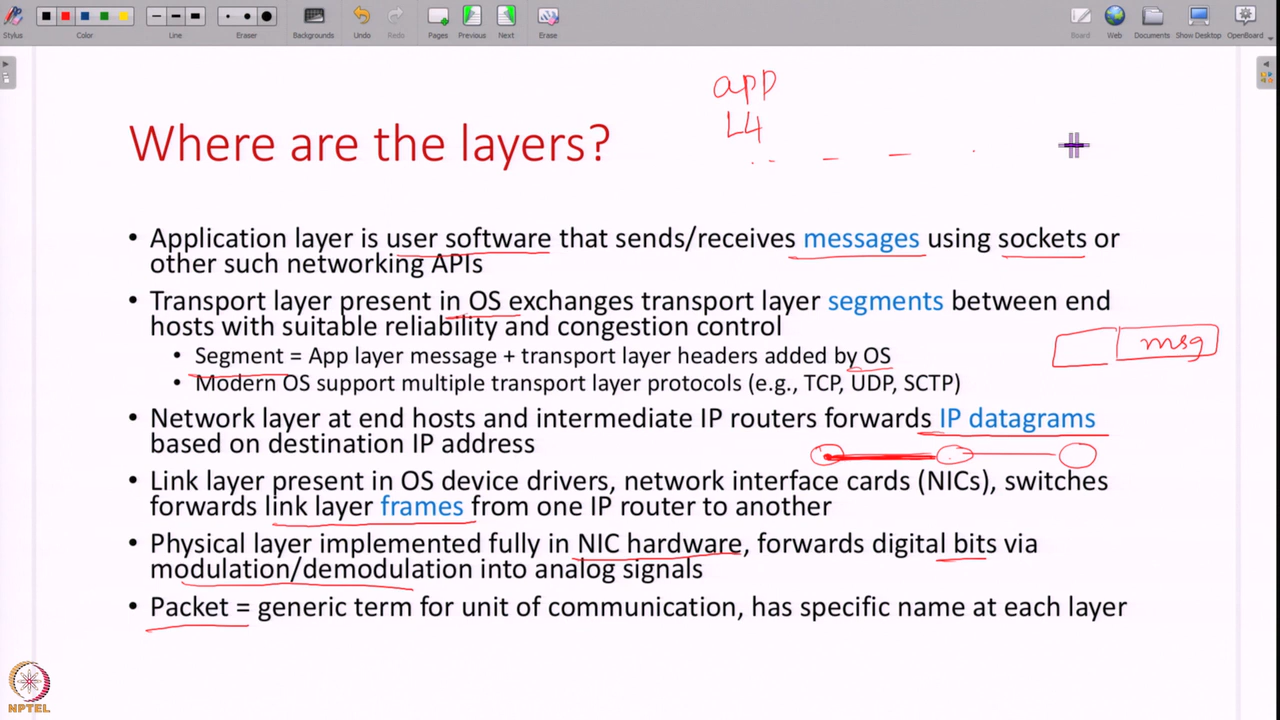 Stylus
Color
Line
Eraser
Backgrounds
Undo
Redo
Pages
Previous
Next
Erase
Board
Web
Documents
Show Desktop
OpenBoard
app
L4
Where are the layers?
• Application layer is user software that sends/receives messages using sockets or
other such networking APIs
• Transport layer present in OS exchanges transport layer segments between end
hosts with suitable reliability and congestion control
• Segment = App layer message + transport layer headers added by OS
msg
• Modern OS support multiple transport layer protocols (e.g., TCP, UDP, SCTP)
• Network layer at end hosts and intermediate IP routers forwards IP datagrams
based on destination IP address
• Link layer present in OS device drivers, network interface cards (NICs), switches
forwards link layer frames from one IP router to another
• Physical layer implemented fully in NIC hardware, forwards digital bits via
modulation/demodulation into analog signals
• Packet = generic term for unit of communication, has specific name at each layer
NPTEL